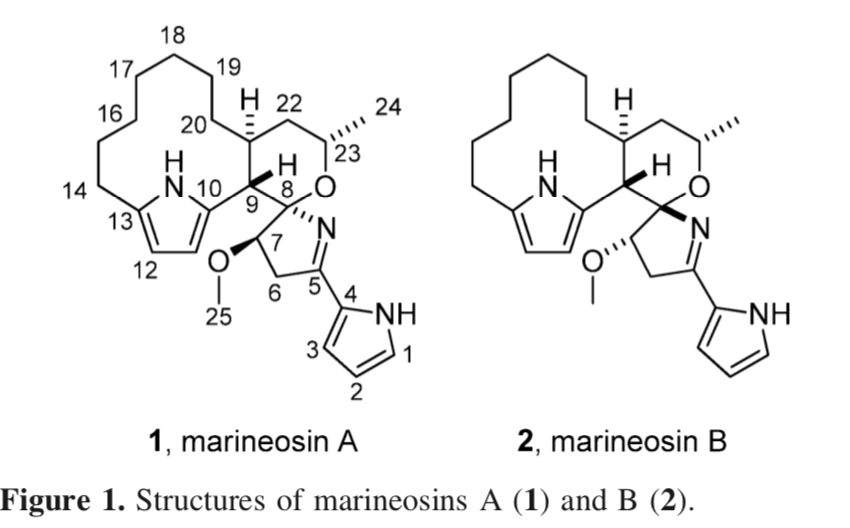 18
17
19
16
20
H
22
24
H
N
H
23
14
10
9
8
O
13
7
N
12
O
6
5
4
25
NH
3
1
2
H
H
N
H
O
N
O
NH
1, marineosin A
2, marineosin B
Figure 1. Structures of marineosins A (1) and B (2).